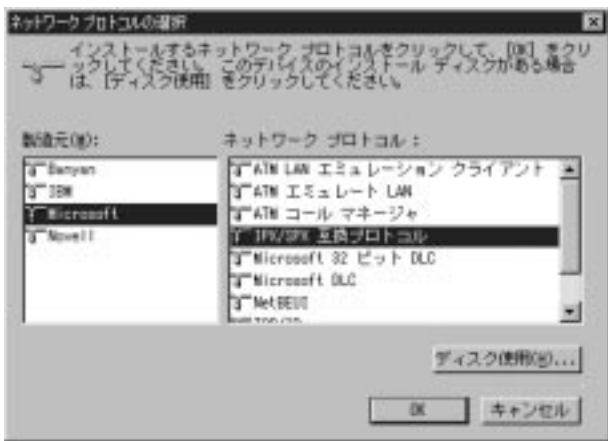 ネットワーク プロトコルの選択
インストールするネットワーク プロトコルをクリックして、[OK] をクリ
ックしてください。 このデバイスのインストール ディスクがある場合
は、[ディスク使用] をクリックしてください。
製造元(M):
Banyan
IBM
Microsoft
Novell
ネットワーク プロトコル :
ATM LAN エミュレーション クライアント
ATM エミュレート LAN
ATM コール マネージャ
IPX/SPX 互換プロトコル
Microsoft 32 ビット DLC
Microsoft DLC
NetBEUI
TCP/IP
ディスク使用(H)...
OK
キャンセル